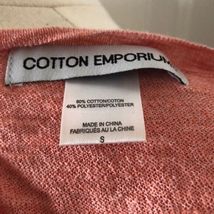 COTTON EMPORIUM
60% COTTON/COTON
40% POLYESTER/POLYESTER
MADE IN CHINA
FABRIQUÉS AU LA CHINE
S